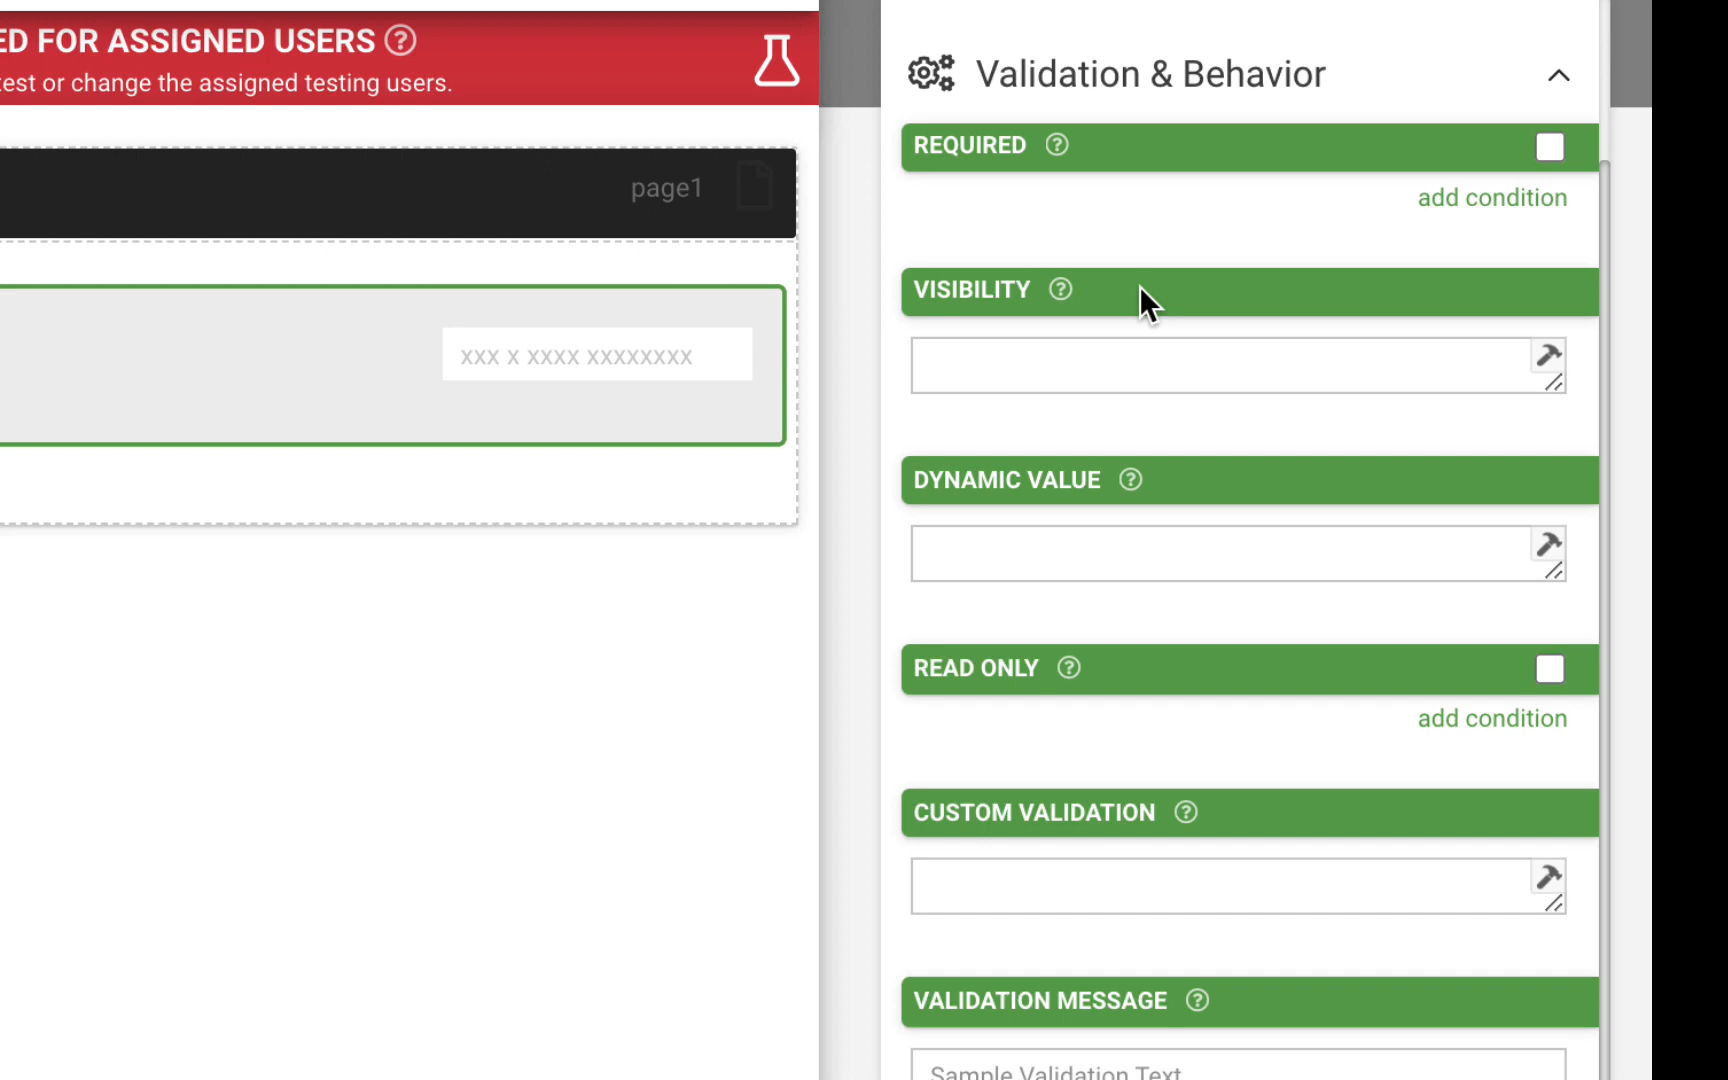 ED FOR ASSIGNED USERS ?
test or change the assigned testing users.
page1
xxx x xxxx xxxxxxxx
Validation & Behavior
REQUIRED ?
add condition
VISIBILITY ?
DYNAMIC VALUE ?
READ ONLY ?
add condition
CUSTOM VALIDATION ?
VALIDATION MESSAGE ?
Sample Validation Text